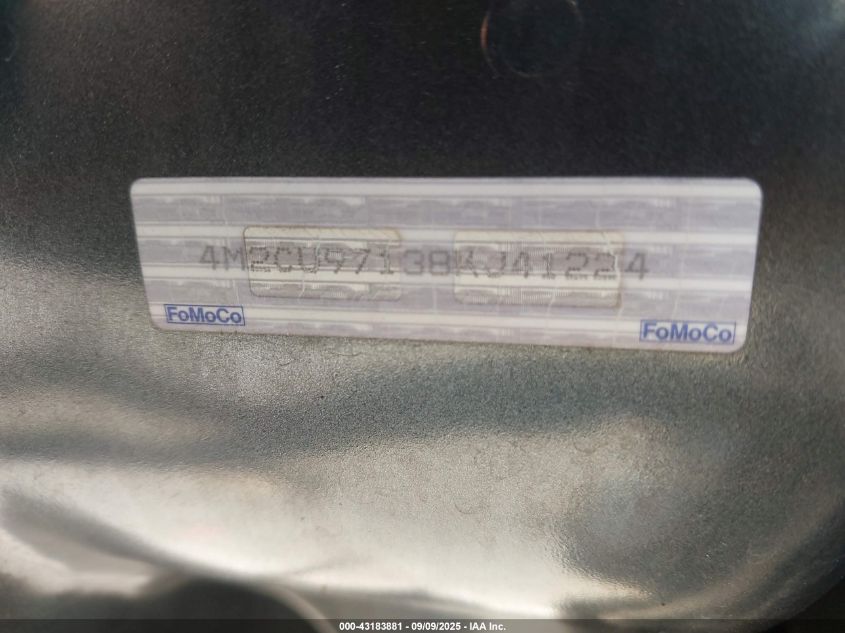 4M2CU97138KJ41224
FoMoCo FoMoCo
000-43183881 - 09/09/2025 - IAA Inc.